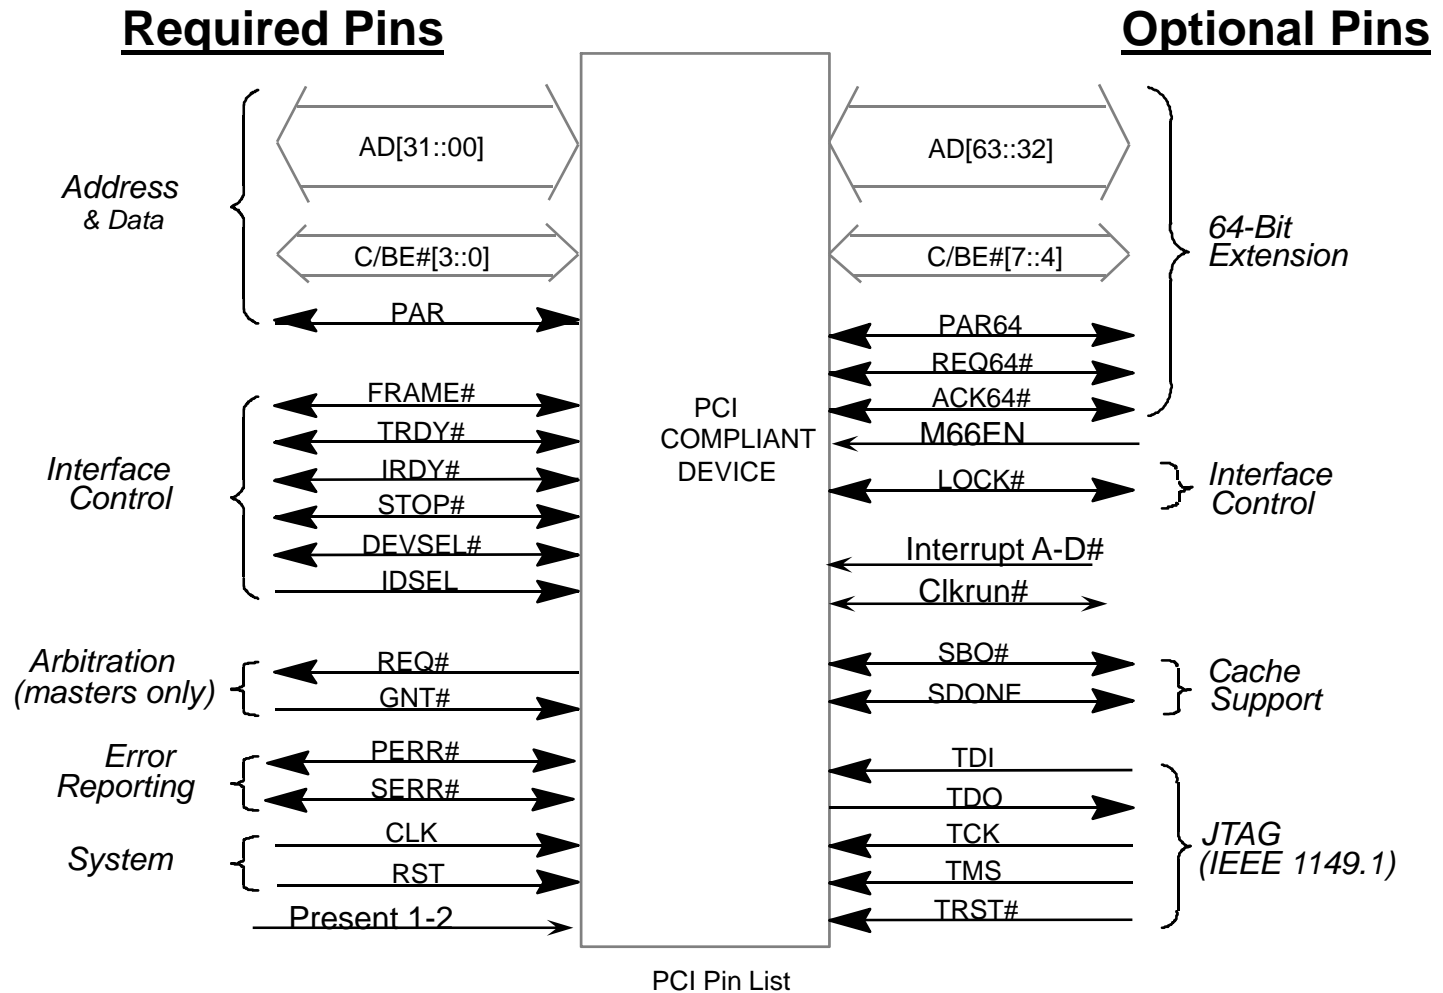 Required Pins
Optional Pins
Address
& Data
AD[31::00]
C/BE#[3::0]
PAR
Interface
Control
FRAME#
TRDY#
IRDY#
STOP#
DEVSEL#
IDSEL
Arbitration
(masters only)
REQ#
GNT#
Error
Reporting
PERR#
SERR#
System
CLK
RST
Present 1-2
PCI
COMPLIANT
DEVICE
AD[63::32]
C/BE#[7::4]
PAR64
REQ64#
ACK64#
64-Bit
Extension
M66EN
LOCK#
Interface
Control
Interrupt A-D#
Clkrun#
SBO#
SDONE
Cache
Support
TDI
TDO
TCK
TMS
TRST#
JTAG
(IEEE 1149.1)
PCI Pin List